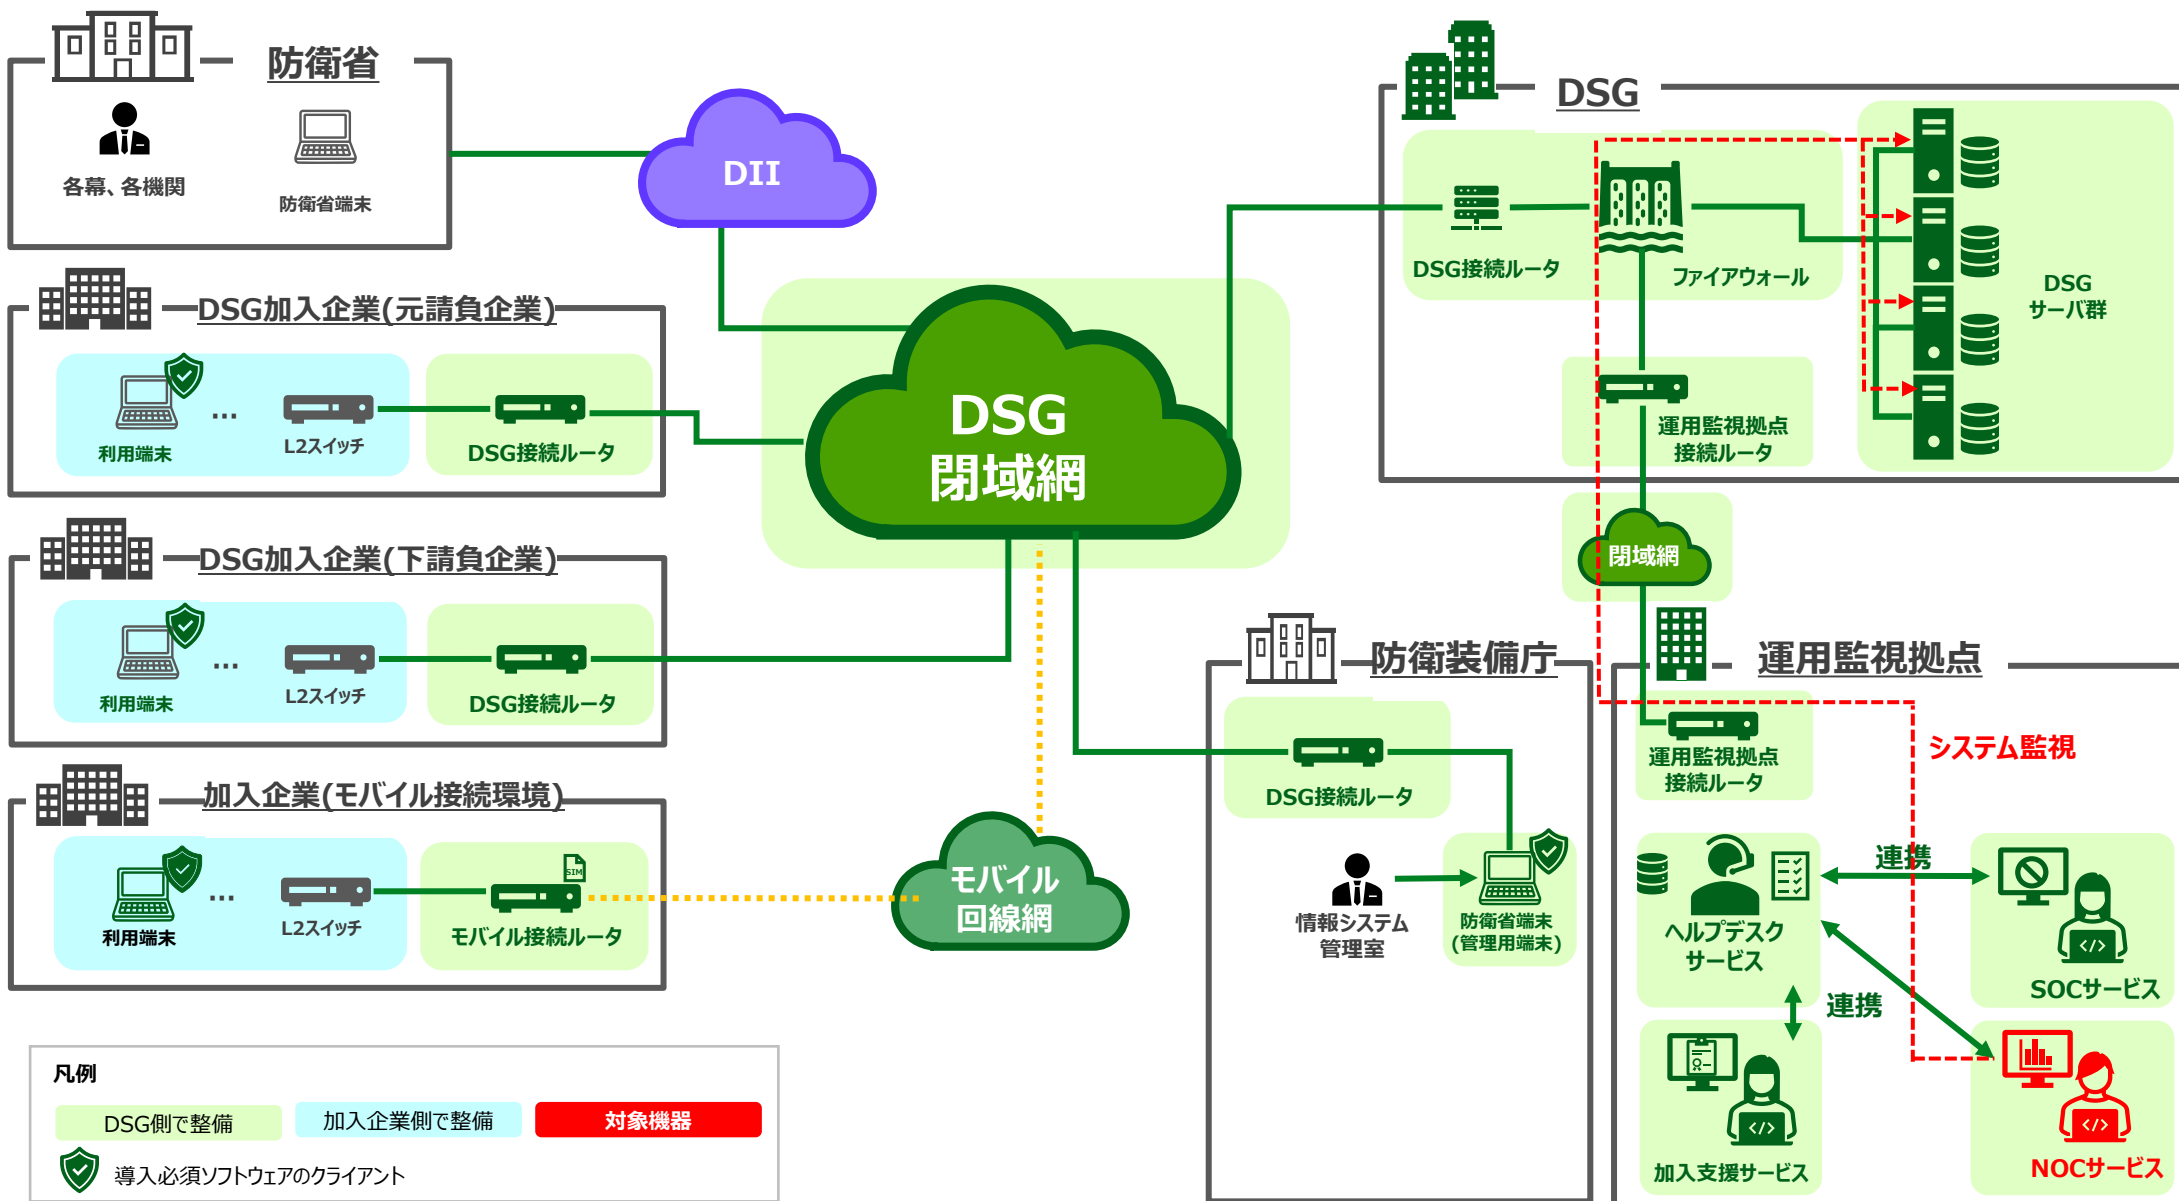 防衛省
各幕、各機関
防衛省端末
DII
DSG加入企業(元請負企業)
利用端末
...
L2スイッチ
DSG接続ルータ
DSG加入企業(下請負企業)
利用端末
...
L2スイッチ
DSG接続ルータ
加入企業(モバイル接続環境)
利用端末
...
L2スイッチ
SIM
モバイル接続ルータ
DSG
閉域網
モバイル
回線網
DSG
DSG接続ルータ
ファイアウォール
DSG
サーバ群
運用監視拠点
接続ルータ
閉域網
防衛装備庁
DSG接続ルータ
情報システム
管理室
防衛省端末
(管理用端末)
運用監視拠点
運用監視拠点
接続ルータ
システム監視
ヘルプデスク
サービス
連携
</>
SOCサービス
連携
</>
加入支援サービス
</>
NOCサービス
凡例
DSG側で整備
加入企業側で整備
対象機器
導入必須ソフトウェアのクライアント